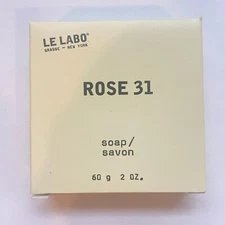 LE LABO®
GRASSE - NEW YORK
ROSE 31
soap/
savon
60 g 2 OZ.